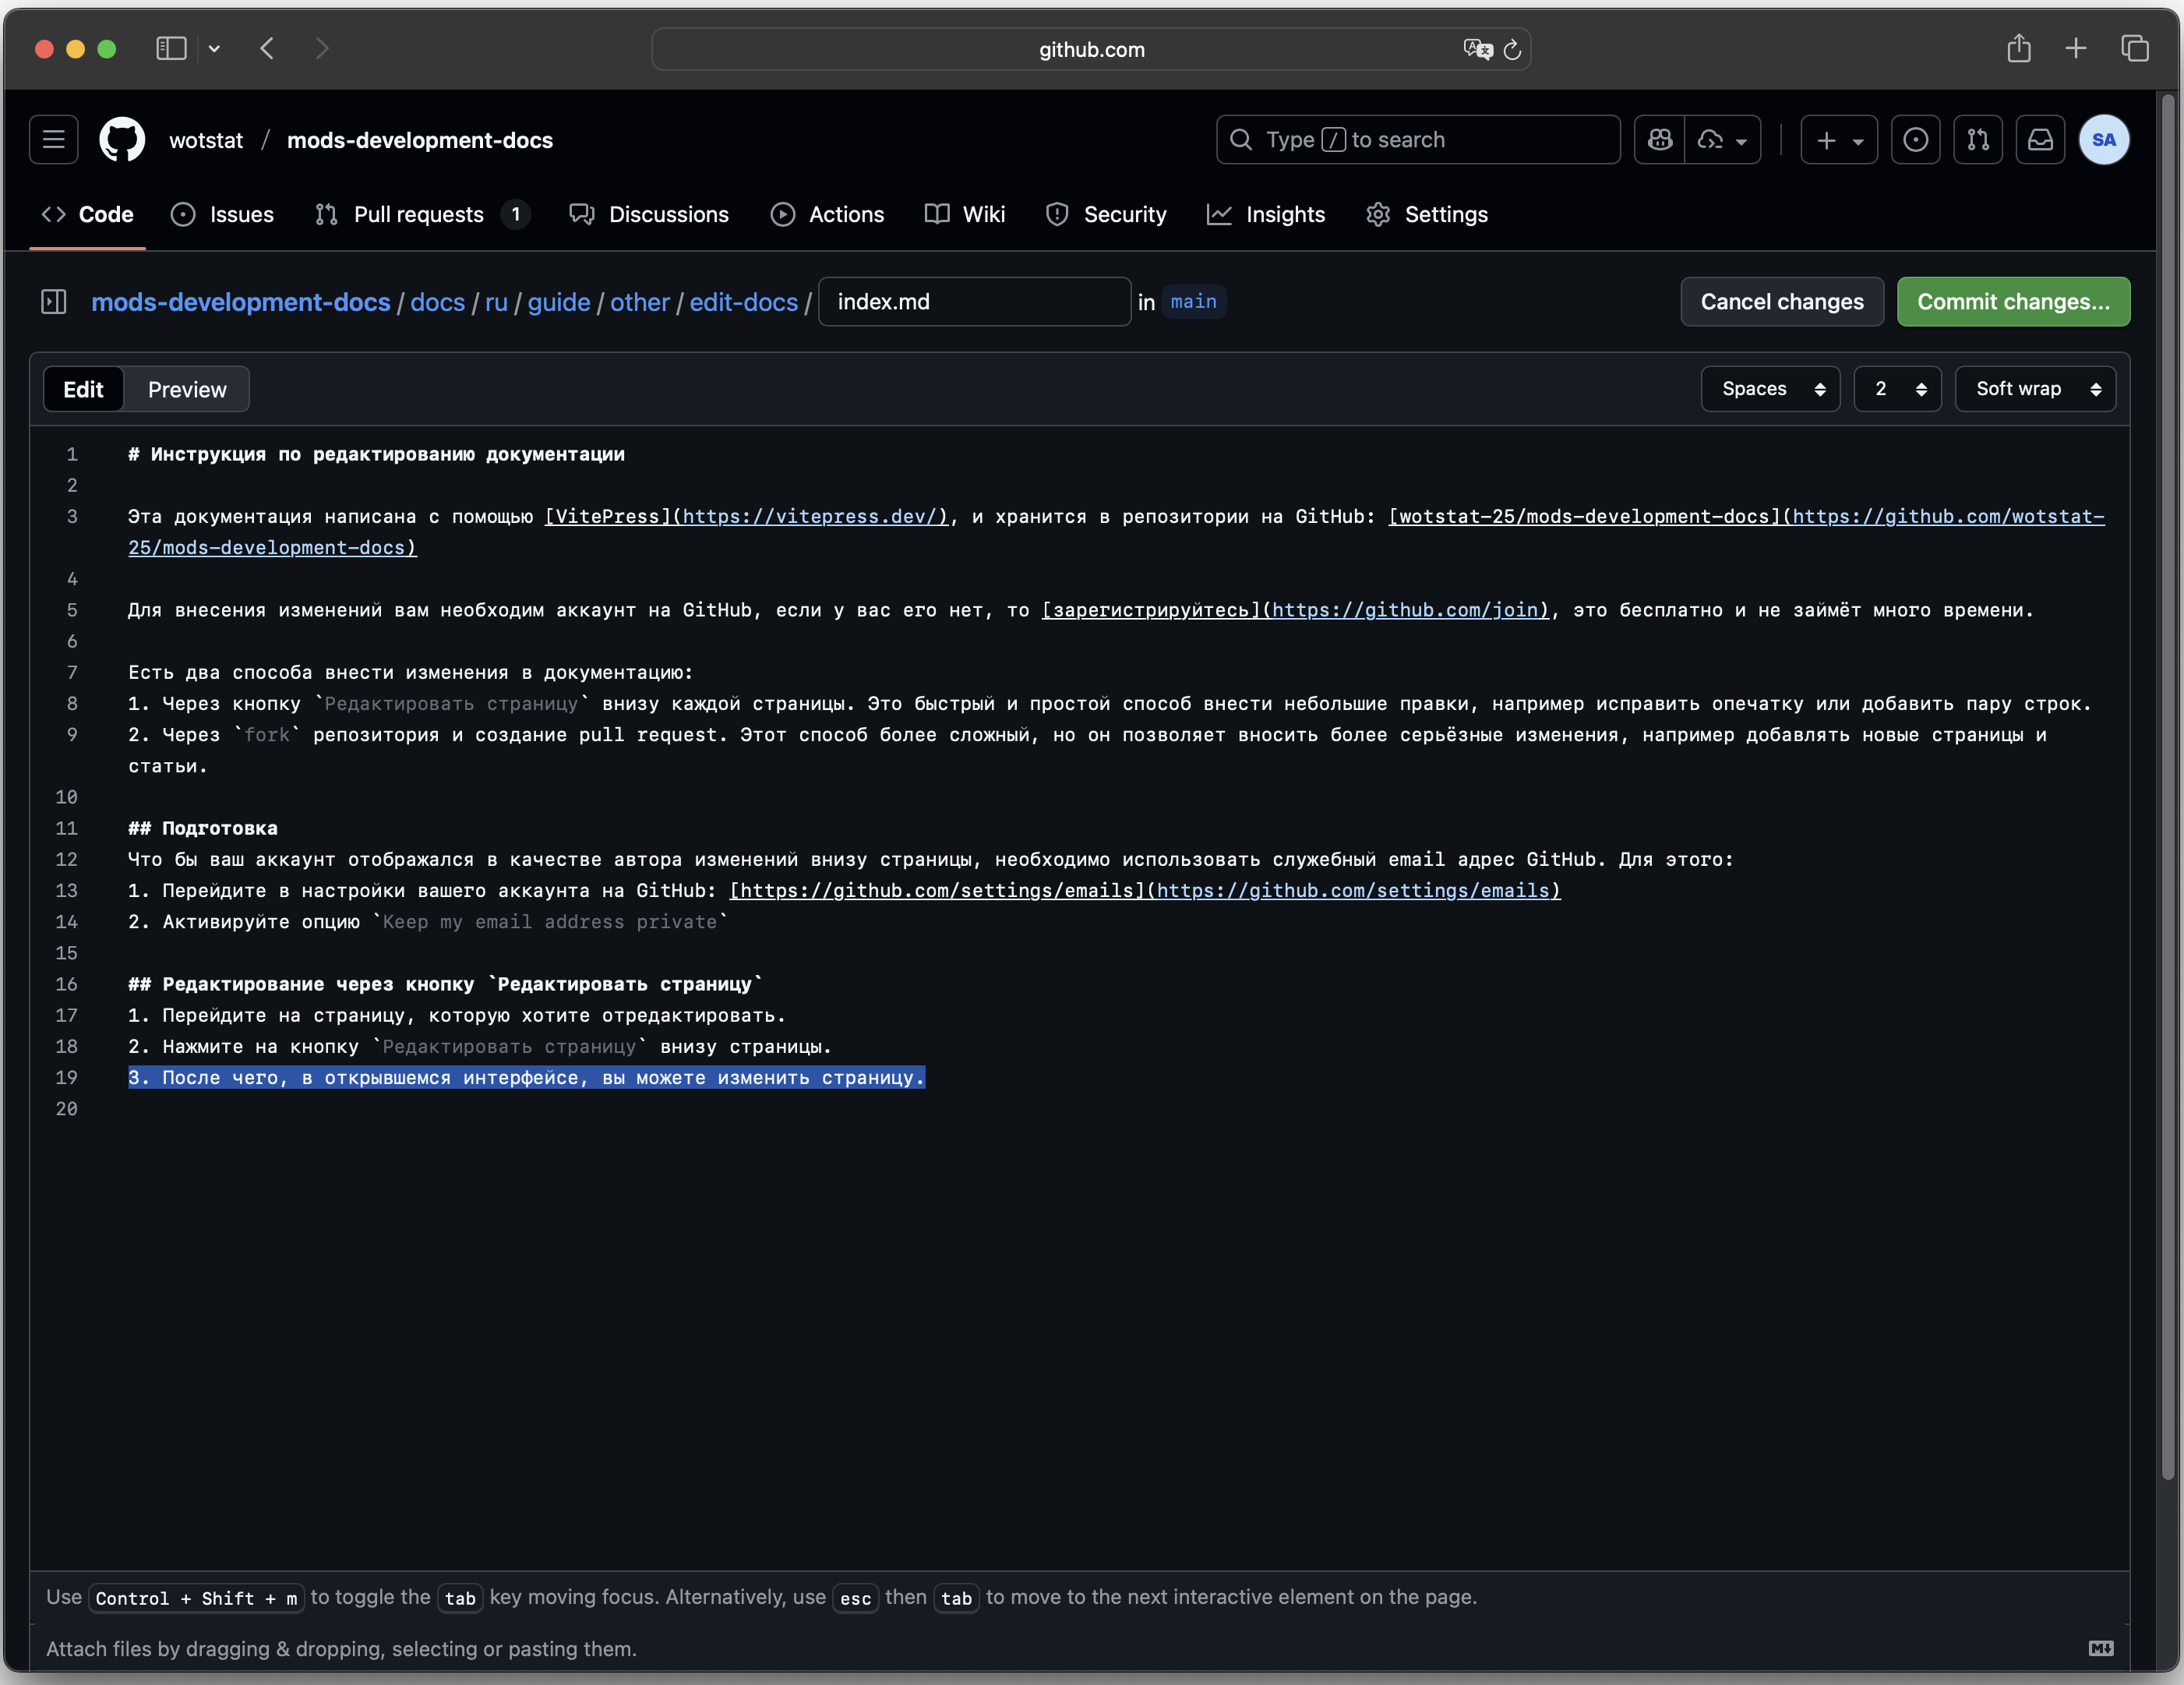 github.com
wotstat / mods-development-docs
Type / to search
SA
Code
Issues
Pull requests 1
Discussions
Actions
Wiki
Security
Insights
Settings
mods-development-docs / docs / ru / guide / other / edit-docs / index.md in main
Cancel changes
Commit changes...
Edit
Preview
Spaces
2
Soft wrap
1 # Инструкция по редактированию документации
2
3 Эта документация написана с помощью [VitePress](https://vitepress.dev/), и хранится в репозитории на GitHub: [wotstat-25/mods-development-docs](https://github.com/wotstat-
25/mods-development-docs)
4
5 Для внесения изменений вам необходим аккаунт на GitHub, если у вас его нет, то [зарегистрируйтесь](https://github.com/join), это бесплатно и не займёт много времени.
6
7 Есть два способа внести изменения в документацию:
8 1. Через кнопку `Редактировать страницу` внизу каждой страницы. Это быстрый и простой способ внести небольшие правки, например исправить опечатку или добавить пару строк.
9 2. Через `fork` репозитория и создание pull request. Этот способ более сложный, но он позволяет вносить более серьёзные изменения, например добавлять новые страницы и
статьи.
10
11 ## Подготовка
12 Что бы ваш аккаунт отображался в качестве автора изменений внизу страницы, необходимо использовать служебный email адрес GitHub. Для этого:
13 1. Перейдите в настройки вашего аккаунта на GitHub: [https://github.com/settings/emails](https://github.com/settings/emails)
14 2. Активируйте опцию `Keep my email address private`
15
16 ## Редактирование через кнопку `Редактировать страницу`
17 1. Перейдите на страницу, которую хотите отредактировать.
18 2. Нажмите на кнопку `Редактировать страницу` внизу страницы.
19 3. После чего, в открывшемся интерфейсе, вы можете изменить страницу.
20
Use Control + Shift + m to toggle the tab key moving focus. Alternatively, use esc then tab to move to the next interactive element on the page.
Attach files by dragging & dropping, selecting or pasting them.